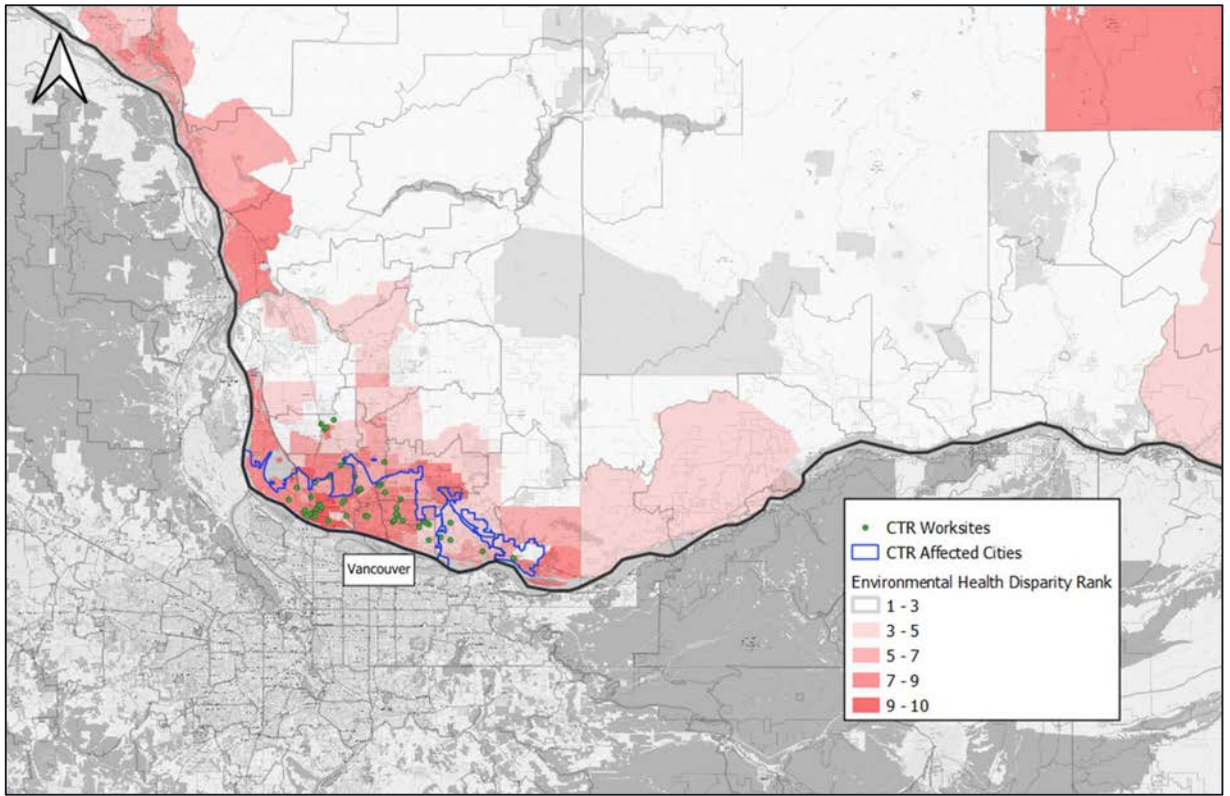 Vancouver
CTR Worksites
CTR Affected Cities
Environmental Health Disparity Rank
1 - 3
3 - 5
5 - 7
7 - 9
9 - 10